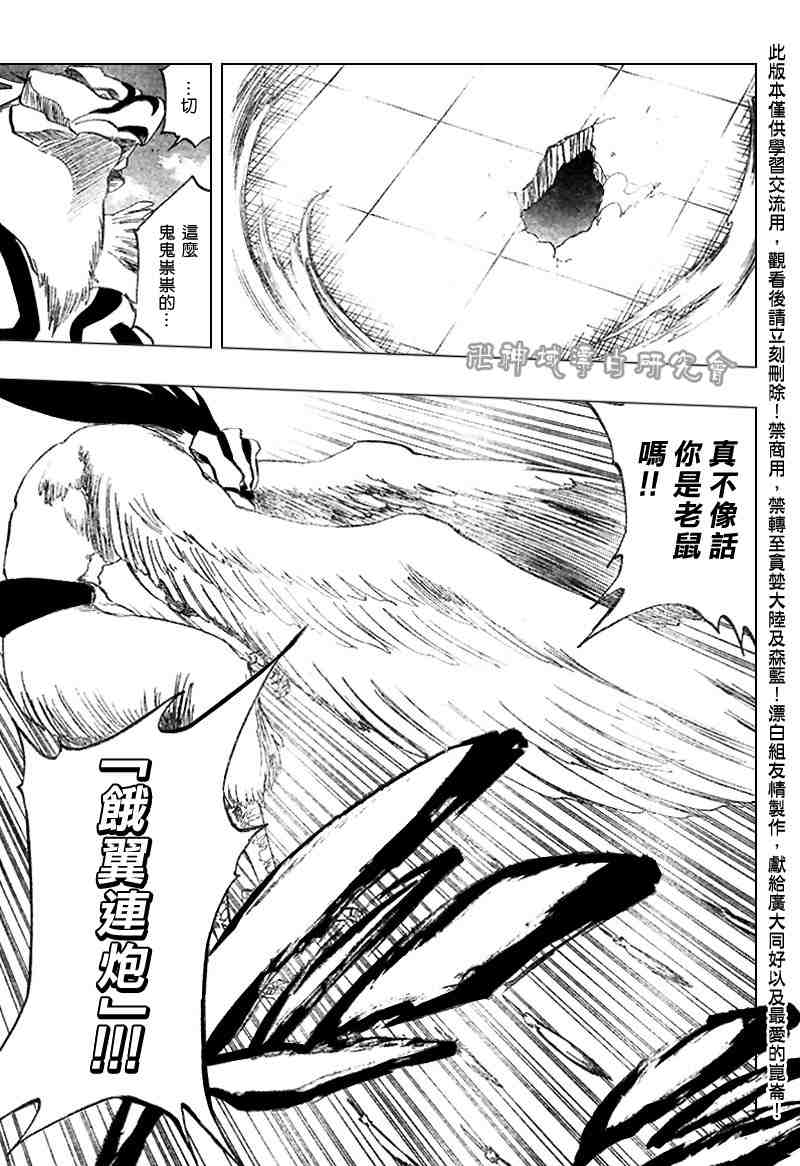 …切
這麼
鬼鬼祟祟的…
卍神域漂白研究會
真不像話
你是老鼠
嗎!!
「餓翼連炮」!!!
此版本僅供學習交流用，觀看後請立刻刪除！禁商用，禁轉至貪婪大陸及森藍！漂白組友情製作，獻給廣大同好以及最愛的崑崙！